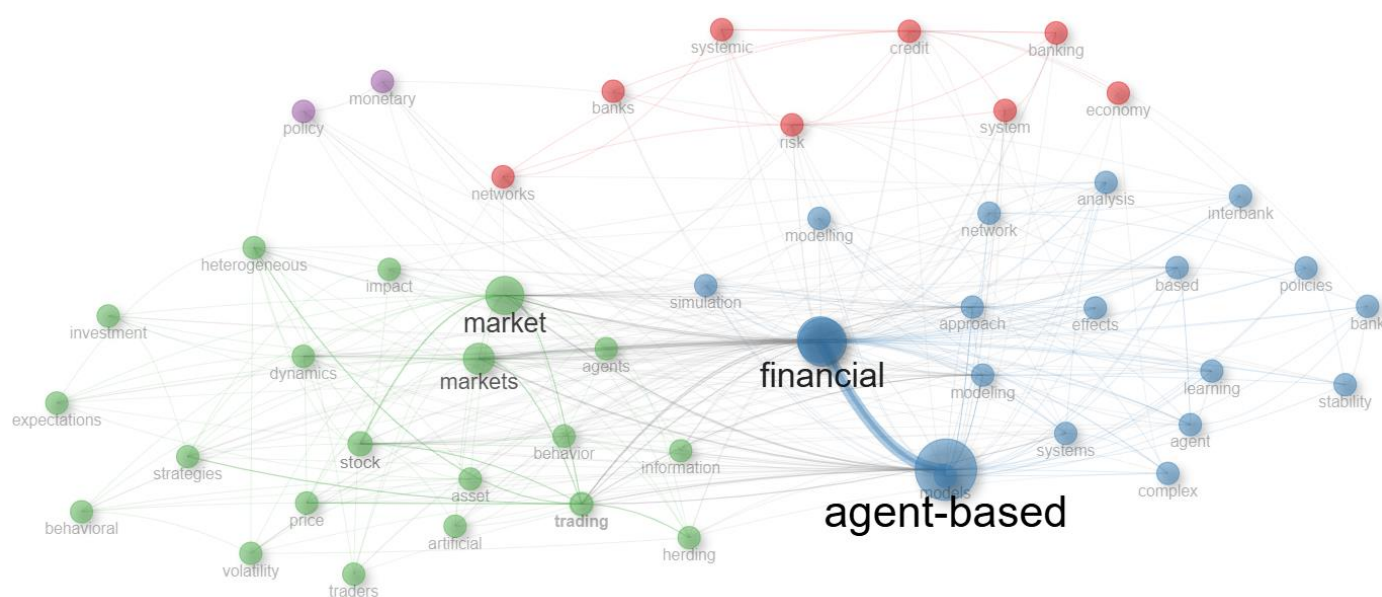 systemic
credit
banking
monetary
banks
economy
policy
risk
system
networks
analysis
interbank
modelling
network
heterogeneous
impact
simulation
based
policies
market
investment
approach
effects
bank
dynamics
markets
agents
financial
modeling
learning
stability
expectations
strategies
stock
behavior
information
systems
agent
behavioral
price
asset
trading
models
complex
agent-based
artificial
herding
volatility
traders